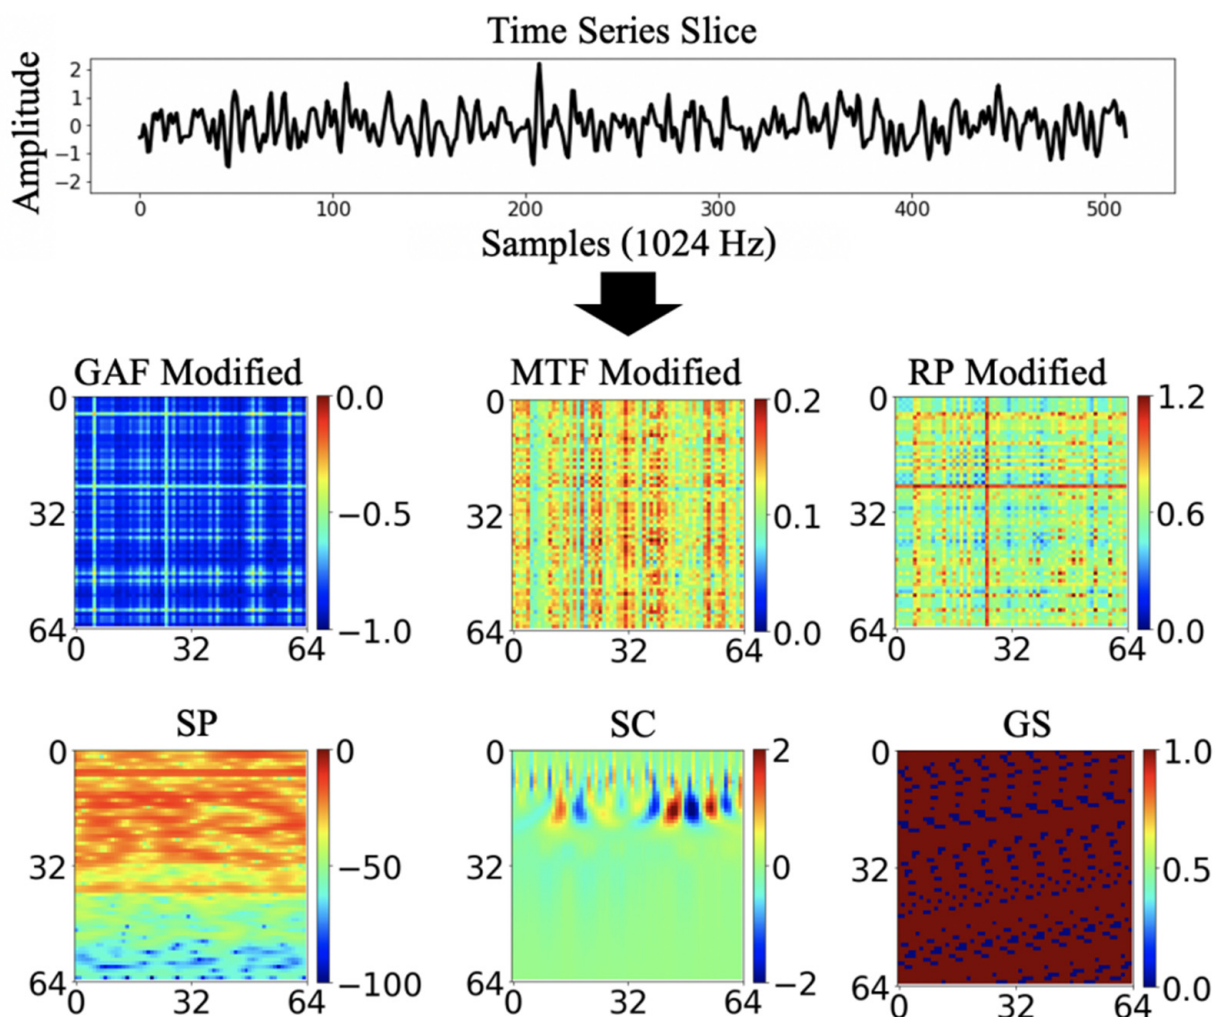 Time Series Slice
Amplitude
2
1
0
−1
−2
0 100 200 300 400 500
Samples (1024 Hz)
GAF Modified MTF Modified RP Modified
0 0.0 0 0.2 0 1.2
32 −0.5 32 0.1 32 0.6
64 −1.0 64 0.0 64 0.0
0 32 64 0 32 64 0 32 64
SP SC GS
0 0 0 2 0 1.0
32 −50 32 0 32 0.5
64 −100 64 −2 64 0.0
0 32 64 0 32 64 0 32 64